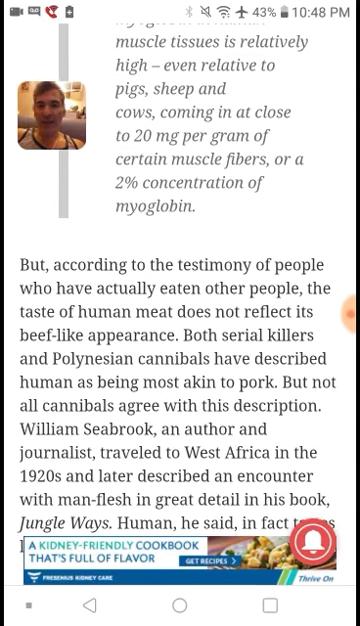 43% 10:48 PM
muscle tissues is relatively
high – even relative to
pigs, sheep and
cows, coming in at close
to 20 mg per gram of
certain muscle fibers, or a
2% concentration of
myoglobin.
But, according to the testimony of people
who have actually eaten other people, the
taste of human meat does not reflect its
beef-like appearance. Both serial killers
and Polynesian cannibals have described
human as being most akin to pork. But not
all cannibals agree with this description.
William Seabrook, an author and
journalist, traveled to West Africa in the
1920s and later described an encounter
with man-flesh in great detail in his book,
Jungle Ways. Human, he said, in fact
A KIDNEY-FRIENDLY COOKBOOK
THAT'S FULL OF FLAVOR
GET RECIPES
FRESENIUS KIDNEY CARE
Thrive On